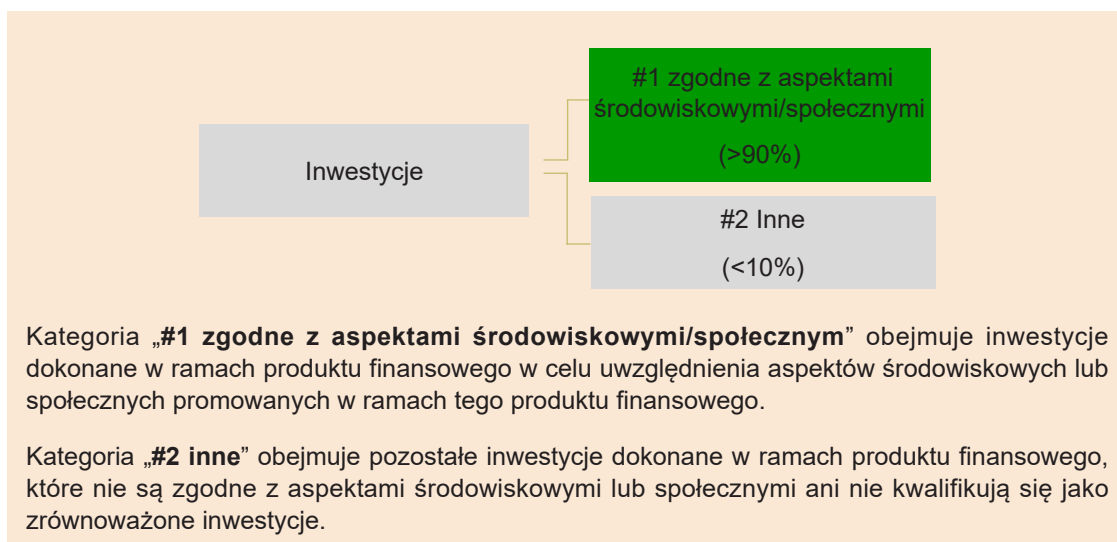 #1 zgodne z aspektami
środowiskowymi/społecznymi
(>90%)
Inwestycje
#2 Inne
(<10%)
Kategoria „#1 zgodne z aspektami środowiskowymi/społecznym” obejmuje inwestycje
dokonane w ramach produktu finansowego w celu uwzględnienia aspektów środowiskowych lub
społecznych promowanych w ramach tego produktu finansowego.
Kategoria „#2 inne” obejmuje pozostałe inwestycje dokonane w ramach produktu finansowego,
które nie są zgodne z aspektami środowiskowymi lub społecznymi ani nie kwalifikują się jako
zrównoważone inwestycje.